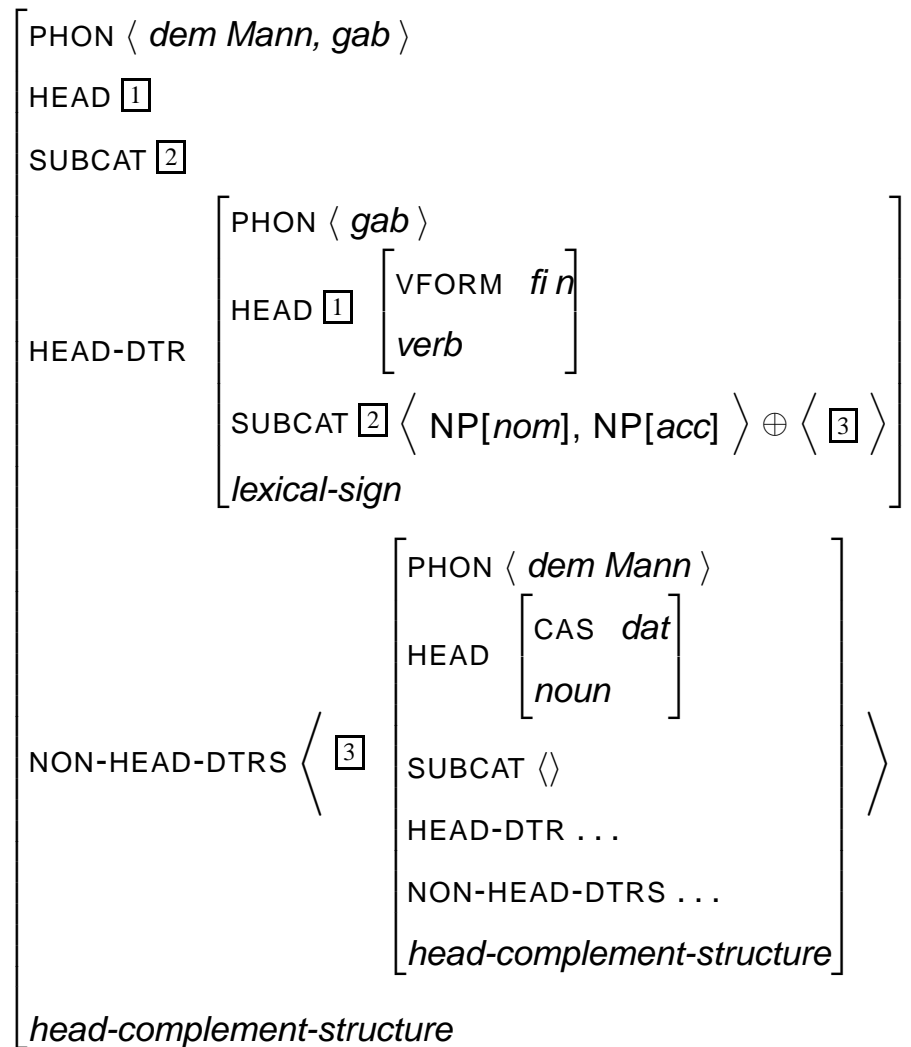 PHON ⟨ dem Mann, gab ⟩
HEAD 1
SUBCAT 2
PHON ⟨ gab ⟩
HEAD 1 VFORM fin
verb
HEAD-DTR
SUBCAT 2 ⟨ NP[nom], NP[acc] ⟩ ⊕ ⟨ 3 ⟩
lexical-sign
PHON ⟨ dem Mann ⟩
HEAD CAS dat
noun
NON-HEAD-DTRS ⟨ 3 SUBCAT ⟨⟩ ⟩
HEAD-DTR ...
NON-HEAD-DTRS ...
head-complement-structure
head-complement-structure